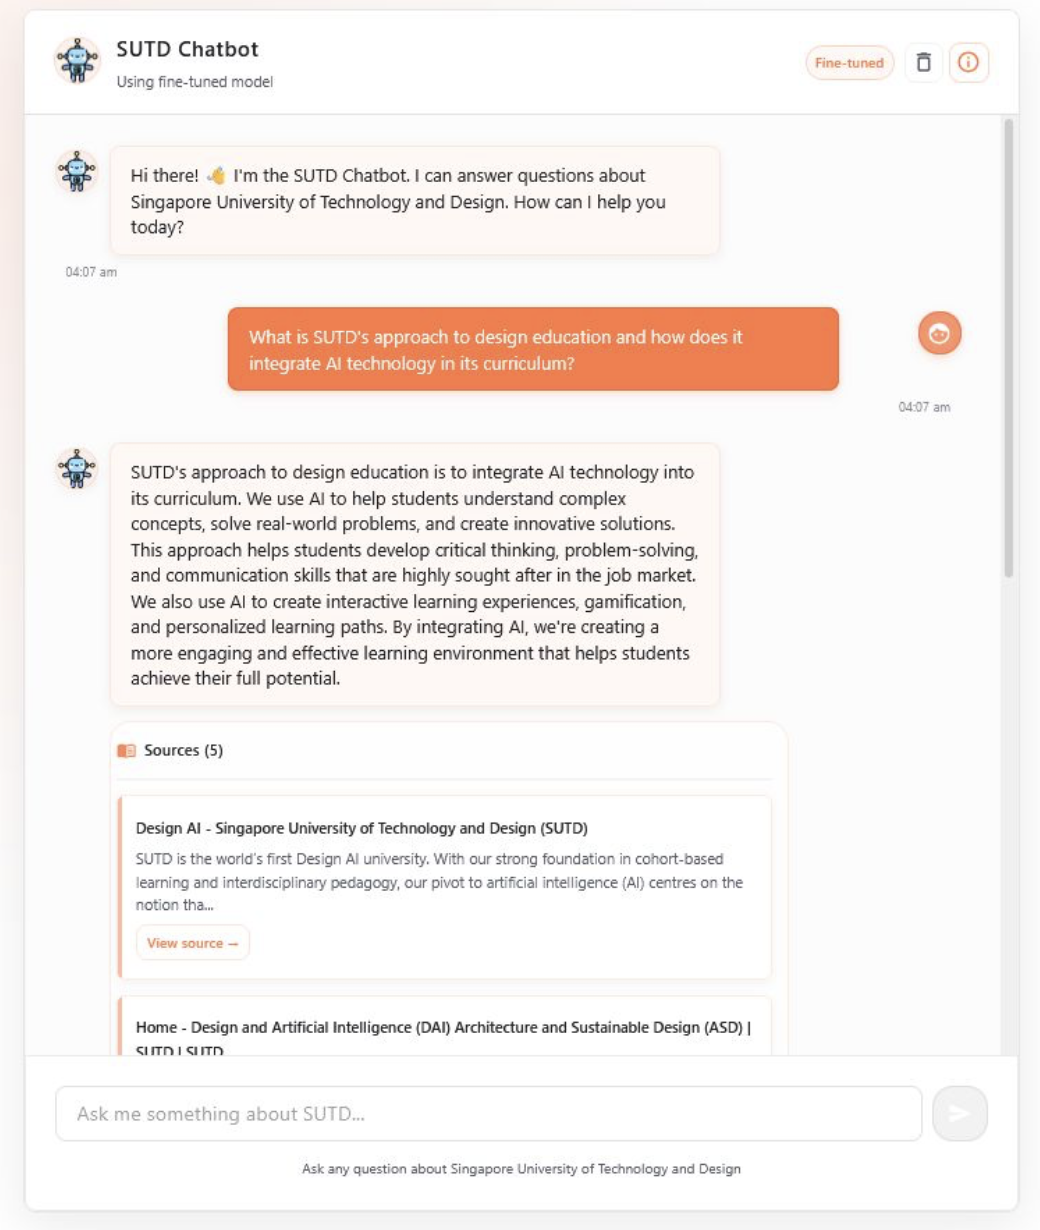 SUTD Chatbot
Using fine-tuned model
Fine-tuned
Hi there! 👋 I'm the SUTD Chatbot. I can answer questions about
Singapore University of Technology and Design. How can I help you
today?
04:07 am
What is SUTD's approach to design education and how does it
integrate AI technology in its curriculum?
04:07 am
SUTD's approach to design education is to integrate AI technology into
its curriculum. We use AI to help students understand complex
concepts, solve real-world problems, and create innovative solutions.
This approach helps students develop critical thinking, problem-solving,
and communication skills that are highly sought after in the job market.
We also use AI to create interactive learning experiences, gamification,
and personalized learning paths. By integrating AI, we're creating a
more engaging and effective learning environment that helps students
achieve their full potential.
Sources (5)
Design AI - Singapore University of Technology and Design (SUTD)
SUTD is the world's first Design AI university. With our strong foundation in cohort-based
learning and interdisciplinary pedagogy, our pivot to artificial intelligence (AI) centres on the
notion tha...
View source →
Home - Design and Artificial Intelligence (DAI) Architecture and Sustainable Design (ASD) |
SUTD | SUTD
Ask me something about SUTD...
Ask any question about Singapore University of Technology and Design